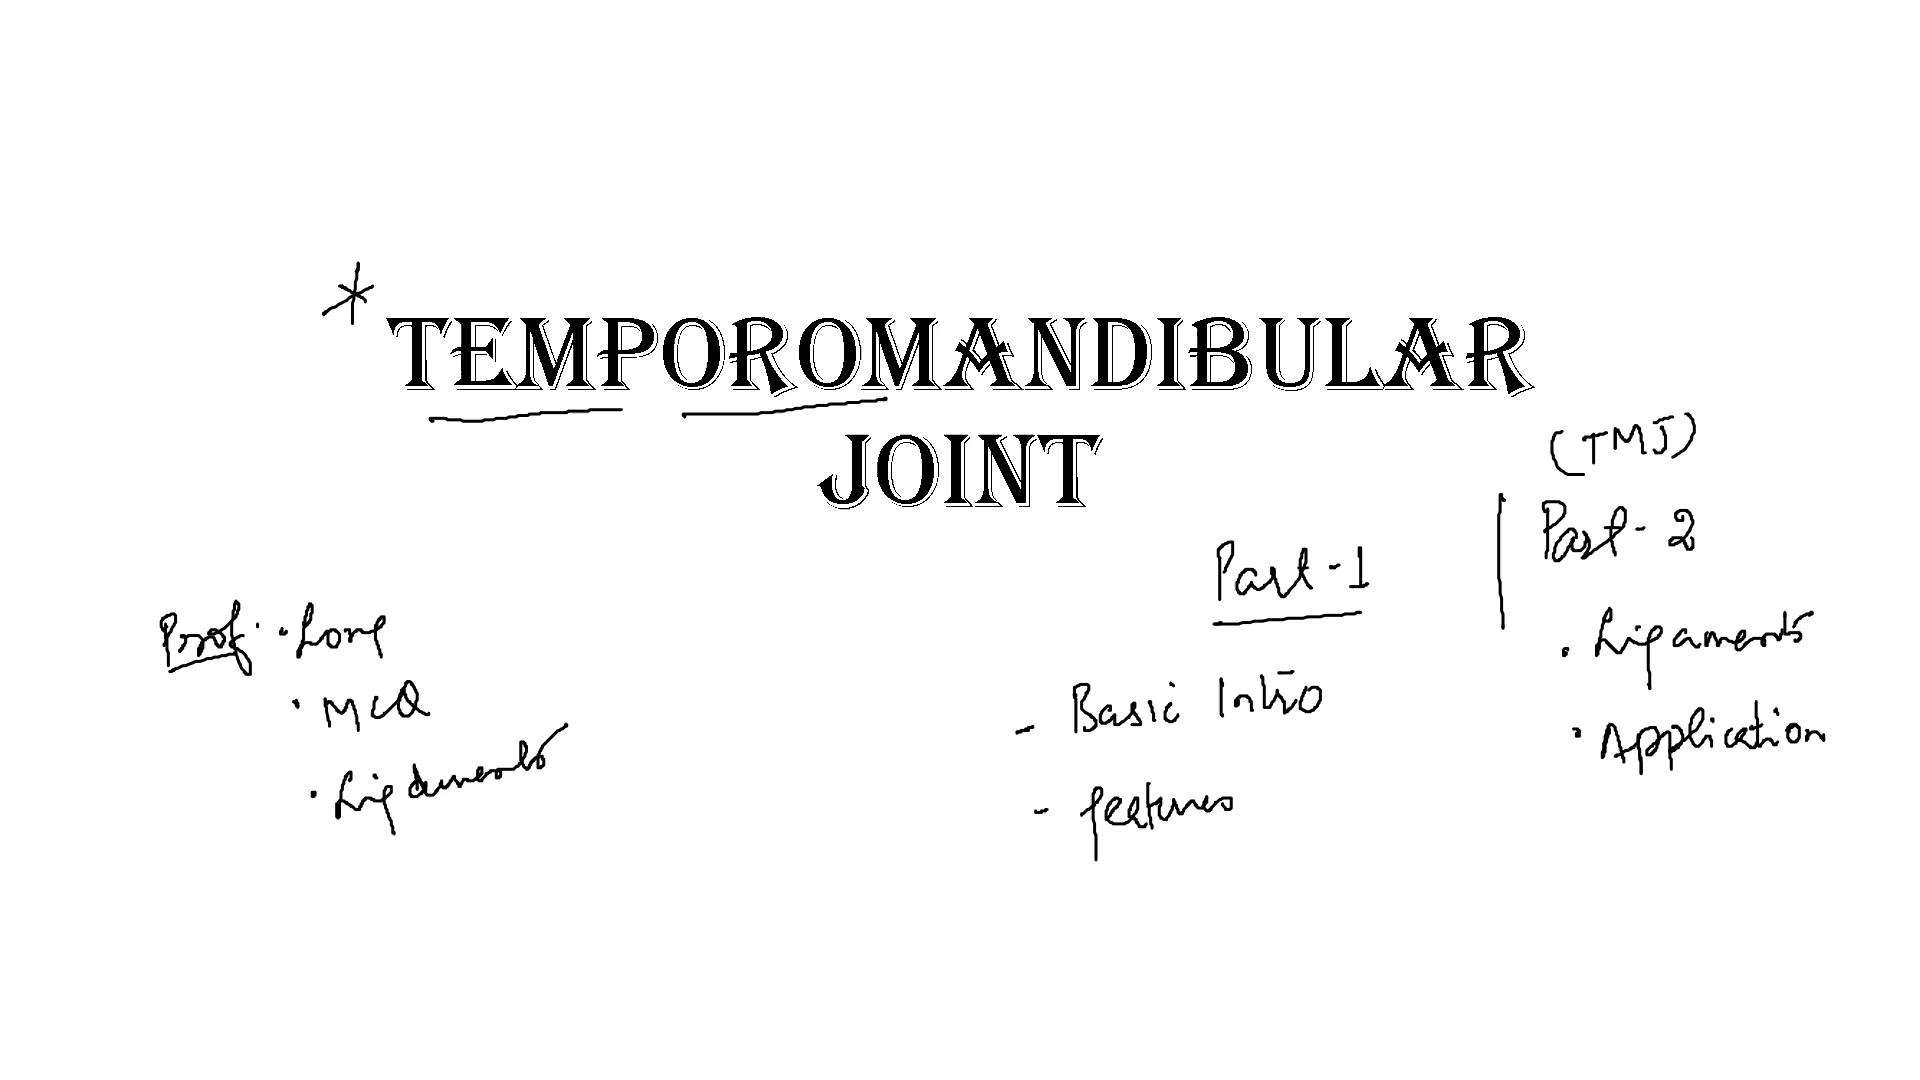 * TEMPOROMANDIBULAR
JOINT
(TMJ)
Prof. • Long
• MCQ
• Ligaments
Part-1
- Basic Intro
- features
Part-2
• Ligaments
• Application